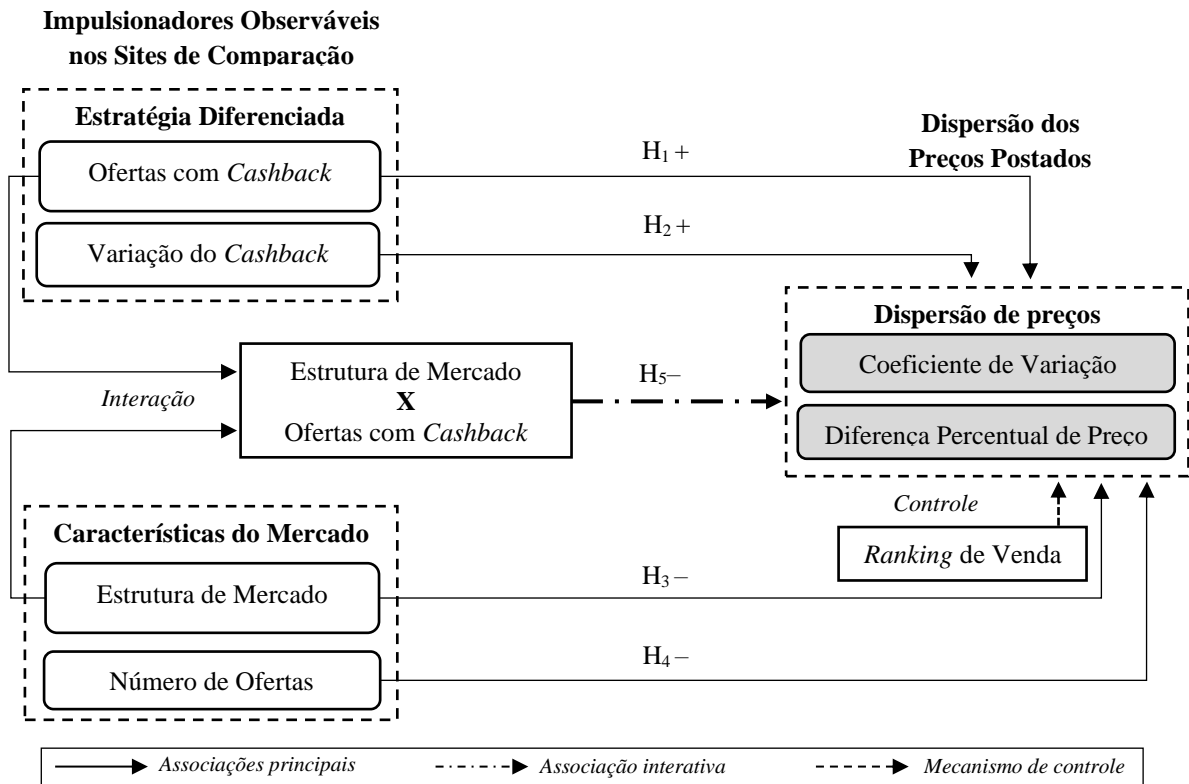 Impulsionadores Observáveis
nos Sites de Comparação
Estratégia Diferenciada
Ofertas com Cashback
Variação do Cashback
H1 +
H2 +
Dispersão dos
Preços Postados
Dispersão de preços
Coeficiente de Variação
Diferença Percentual de Preço
Interação
Estrutura de Mercado
X
Ofertas com Cashback
H5–
Controle
Ranking de Venda
Características do Mercado
Estrutura de Mercado
Número de Ofertas
H3 –
H4 –
Associações principais
Associação interativa
Mecanismo de controle